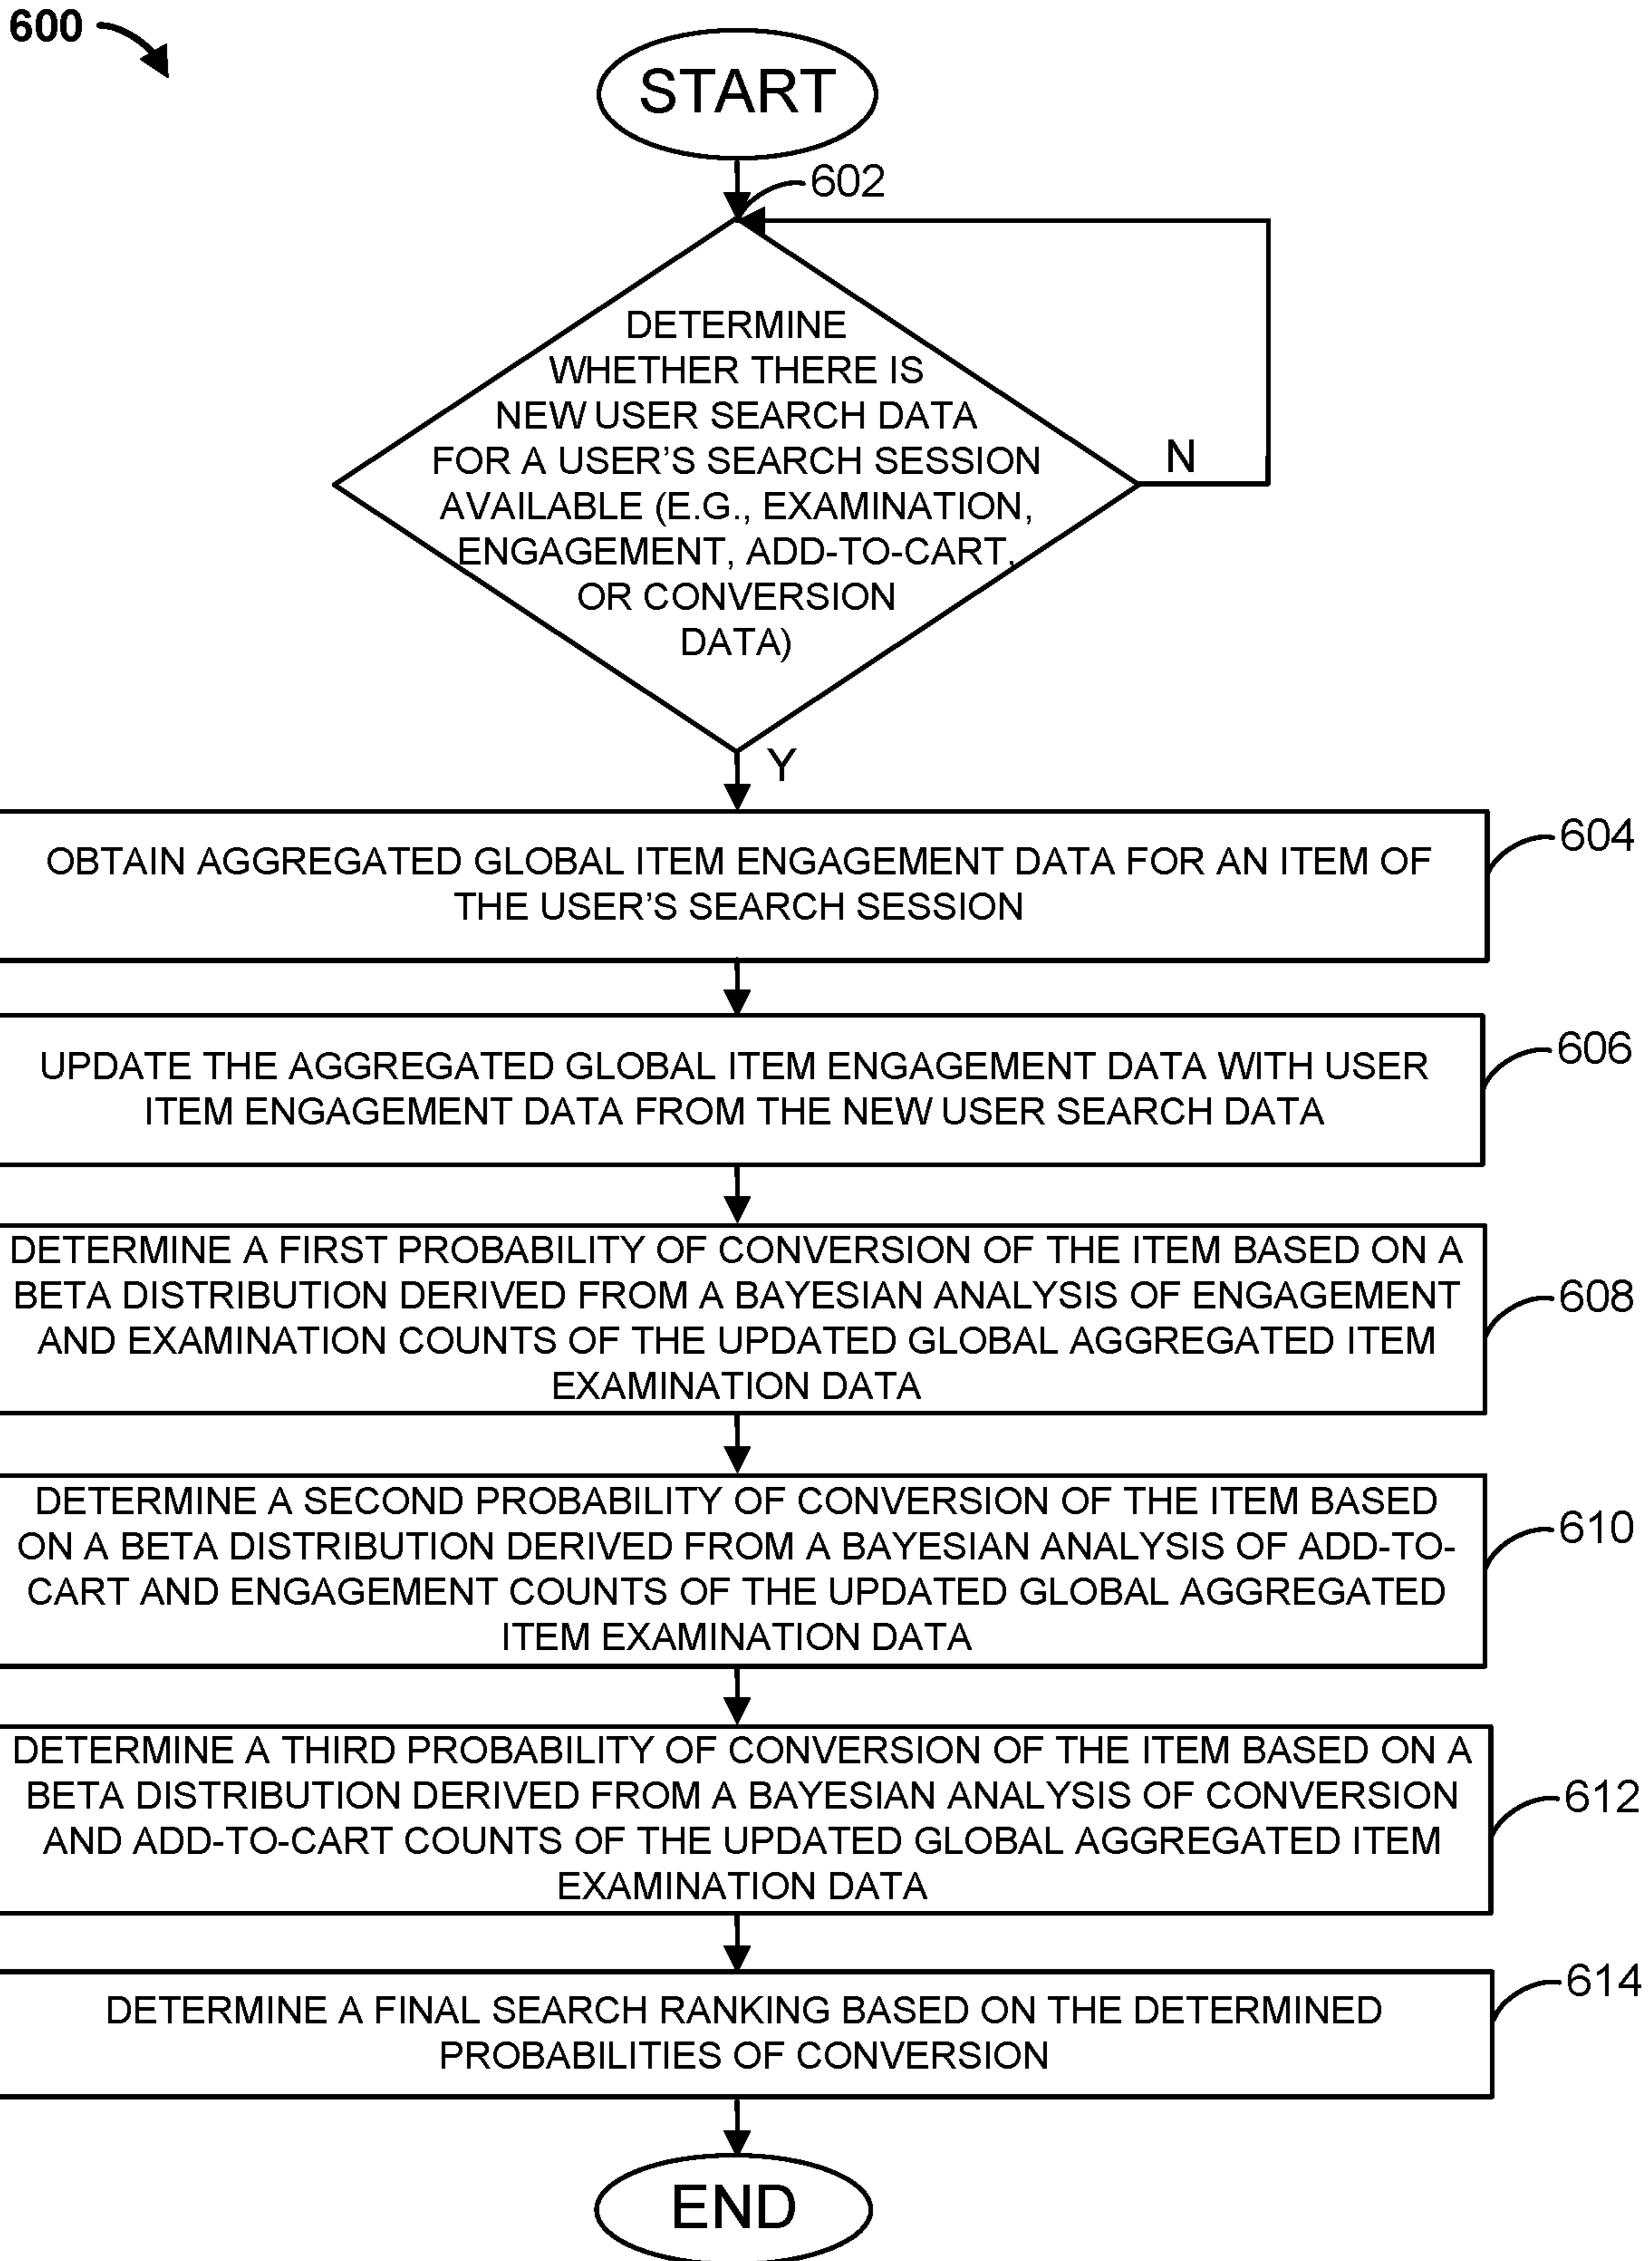 600
START
602
DETERMINE
WHETHER THERE IS
NEW USER SEARCH DATA
FOR A USER'S SEARCH SESSION
AVAILABLE (E.G., EXAMINATION,
ENGAGEMENT, ADD-TO-CART,
OR CONVERSION
DATA)
N
Y
OBTAIN AGGREGATED GLOBAL ITEM ENGAGEMENT DATA FOR AN ITEM OF
THE USER'S SEARCH SESSION
604
UPDATE THE AGGREGATED GLOBAL ITEM ENGAGEMENT DATA WITH USER
ITEM ENGAGEMENT DATA FROM THE NEW USER SEARCH DATA
606
DETERMINE A FIRST PROBABILITY OF CONVERSION OF THE ITEM BASED ON A
BETA DISTRIBUTION DERIVED FROM A BAYESIAN ANALYSIS OF ENGAGEMENT
AND EXAMINATION COUNTS OF THE UPDATED GLOBAL AGGREGATED ITEM
EXAMINATION DATA
608
DETERMINE A SECOND PROBABILITY OF CONVERSION OF THE ITEM BASED
ON A BETA DISTRIBUTION DERIVED FROM A BAYESIAN ANALYSIS OF ADD-TO-
CART AND ENGAGEMENT COUNTS OF THE UPDATED GLOBAL AGGREGATED
ITEM EXAMINATION DATA
610
DETERMINE A THIRD PROBABILITY OF CONVERSION OF THE ITEM BASED ON A
BETA DISTRIBUTION DERIVED FROM A BAYESIAN ANALYSIS OF CONVERSION
AND ADD-TO-CART COUNTS OF THE UPDATED GLOBAL AGGREGATED ITEM
EXAMINATION DATA
612
DETERMINE A FINAL SEARCH RANKING BASED ON THE DETERMINED
PROBABILITIES OF CONVERSION
614
END